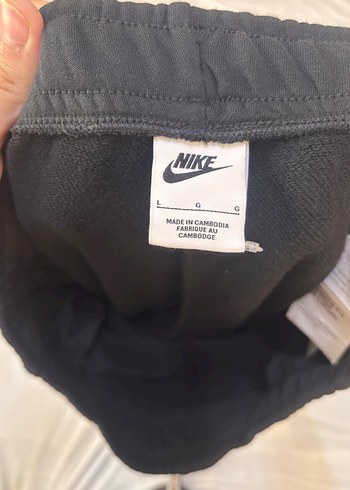 NIKE
L G G
MADE IN CAMBODIA
FABRIQUE AU
CAMBODGE